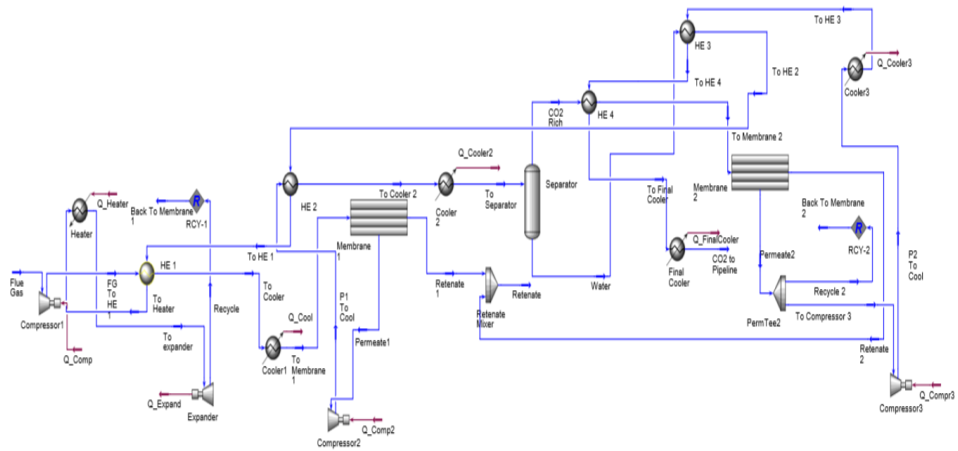 To HE 3
Q_Cooler3
HE 3
To HE 4
To HE 2
Cooler3
CO2
Rich
HE 4
To Membrane 2
Q_Cooler2
Separator
Membrane
2
Q_Heater
Back To Membrane
1
RCY-1
Heater
HE 2
To Cooler 2
Cooler
2
To
Separator
To Final
Cooler
Back To Membrane
2
Membrane
1
Q_FinalCooler
RCY-2
CO2 to
Pipeline
Final
Cooler
Permeate2
To HE 1
HE 1
Flue
Gas
FG
To
HE
1
To
Heater
To
Cooler
P1
To
Cool
Retenate
1
Retenate
Water
Recycle 2
P2
To
Cool
Compressor1
Recycle
Q_Cool
Permeate1
Retenate
Mixer
PermTee2
To Compressor 3
To
expander
Q_Comp
Cooler1
To
Membrane
1
Retenate
2
Q_Expand
Expander
Q_Comp2
Compressor2
Q_Compr3
Compressor3